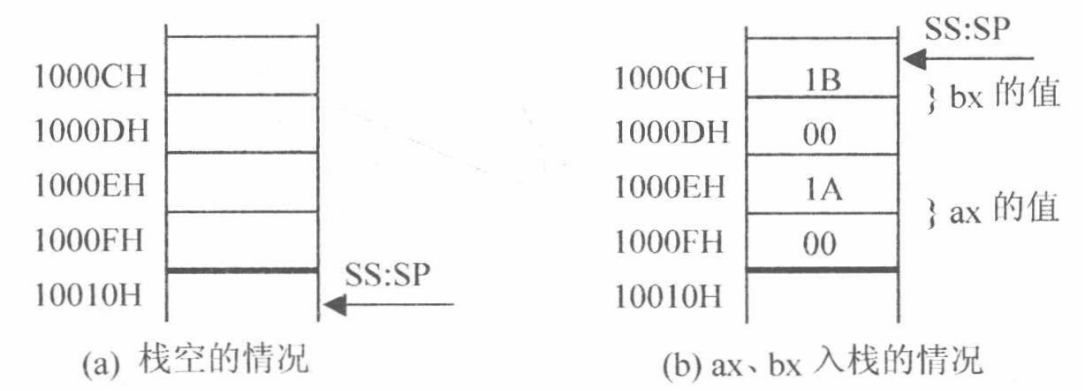 1000CH
1000DH
1000EH
1000FH
10010H
SS:SP
(a) 栈空的情况
SS:SP
1000CH 1B
} bx 的值
1000DH 00
1000EH 1A
} ax 的值
1000FH 00
10010H
(b) ax、bx 入栈的情况